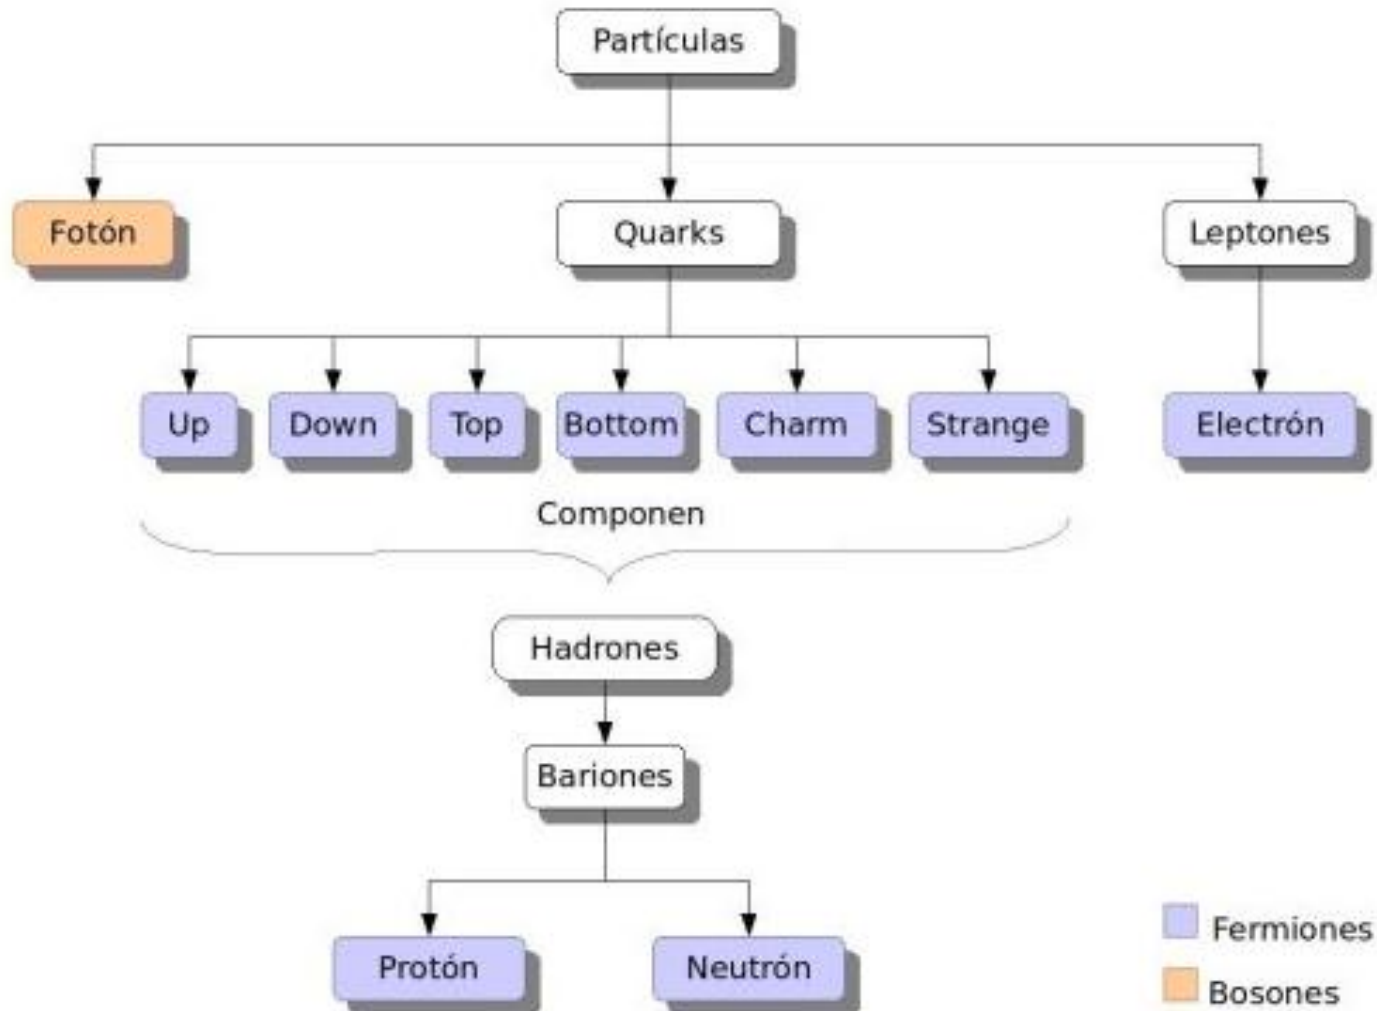 Partículas
Fotón
Quarks
Leptones
Up
Down
Top
Bottom
Charm
Strange
Electrón
Componen
Hadrones
Bariones
Protón
Neutrón
Fermiones
Bosones